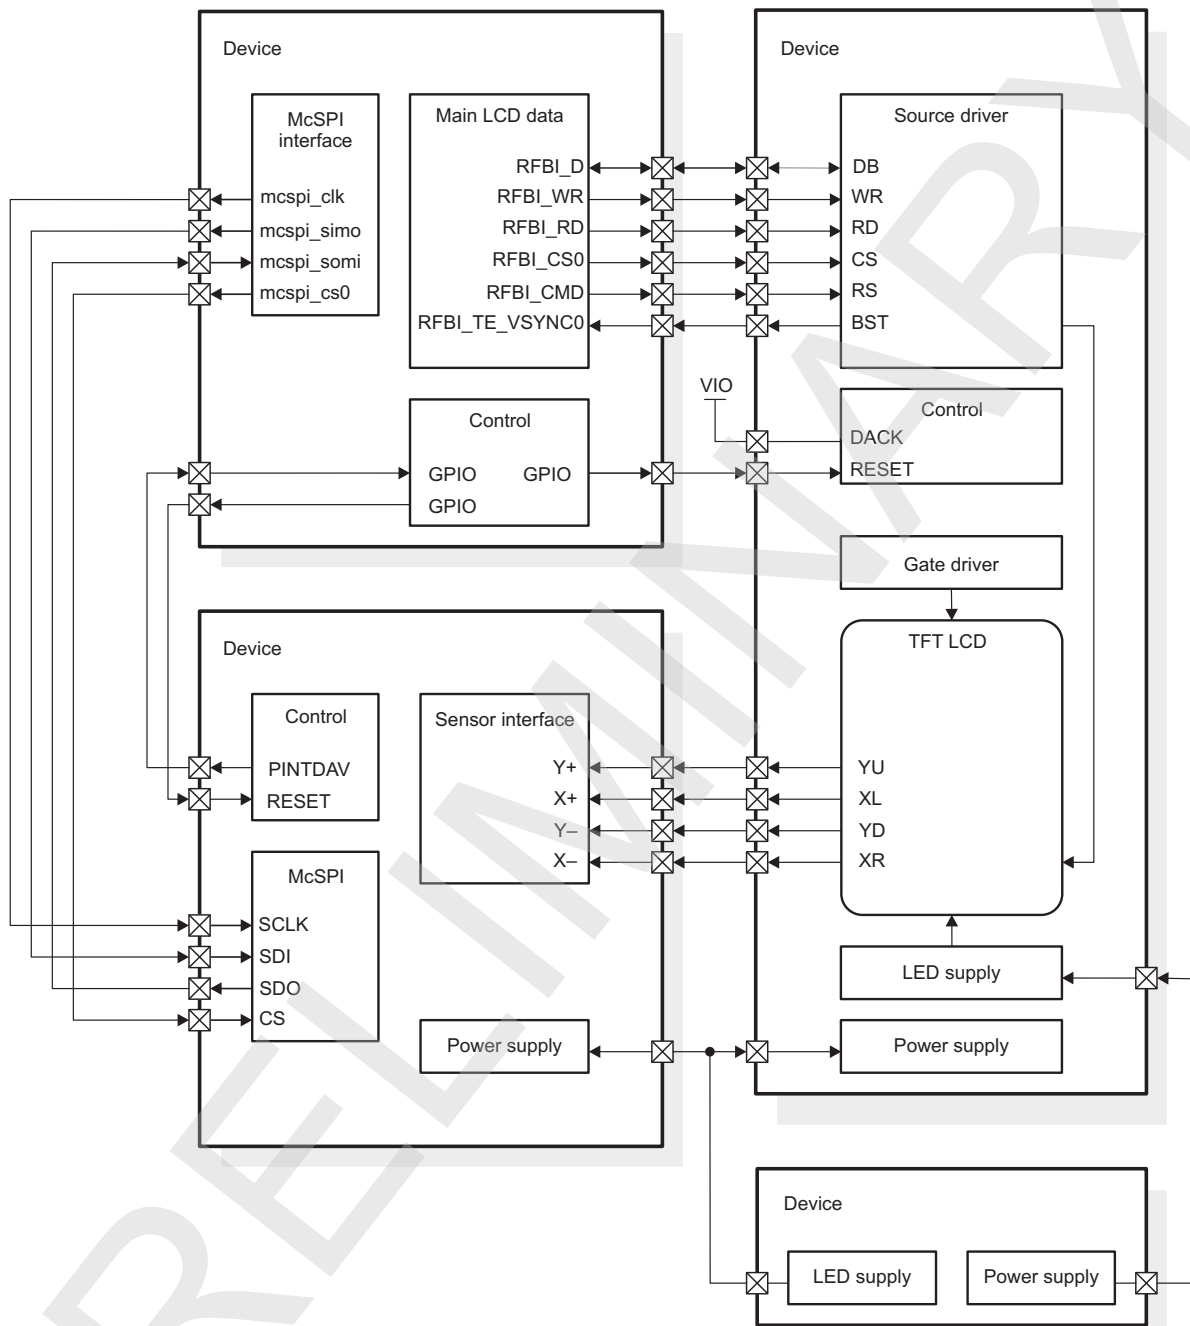 Device
McSPI
interface
mcspi_clk
mcspi_simo
mcspi_somi
mcspi_cs0
Main LCD data
RFBI_D
RFBI_WR
RFBI_RD
RFBI_CS0
RFBI_CMD
RFBI_TE_VSYNC0
Control
GPIO GPIO
GPIO
Device
Source driver
DB
WR
RD
CS
RS
BST
VIO
Control
DACK
RESET
Gate driver
TFT LCD
YU
XL
YD
XR
LED supply
Power supply
Device
Control
PINTDAV
RESET
Sensor interface
Y+
X+
Y–
X–
McSPI
SCLK
SDI
SDO
CS
Power supply
Device
LED supply
Power supply
RELIMINARY